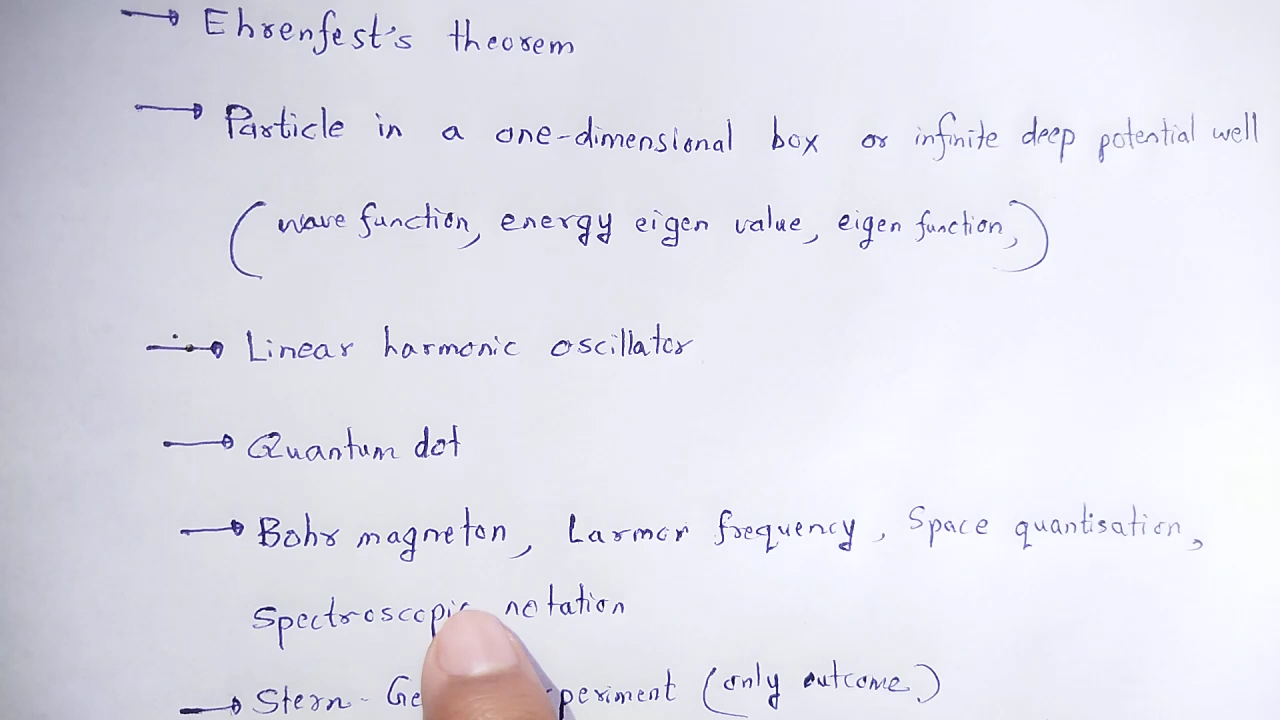 → Ehrenfest's theorem
→ Particle in a one-dimensional box or infinite deep potential well
(wave function, energy eigen value, eigen function,)
→ Linear harmonic oscillator
→ Quantum dot
→ Bohr magneton, Larmor frequency, Space quantisation,
Spectroscopic notation
→ Stern- (only outcome)